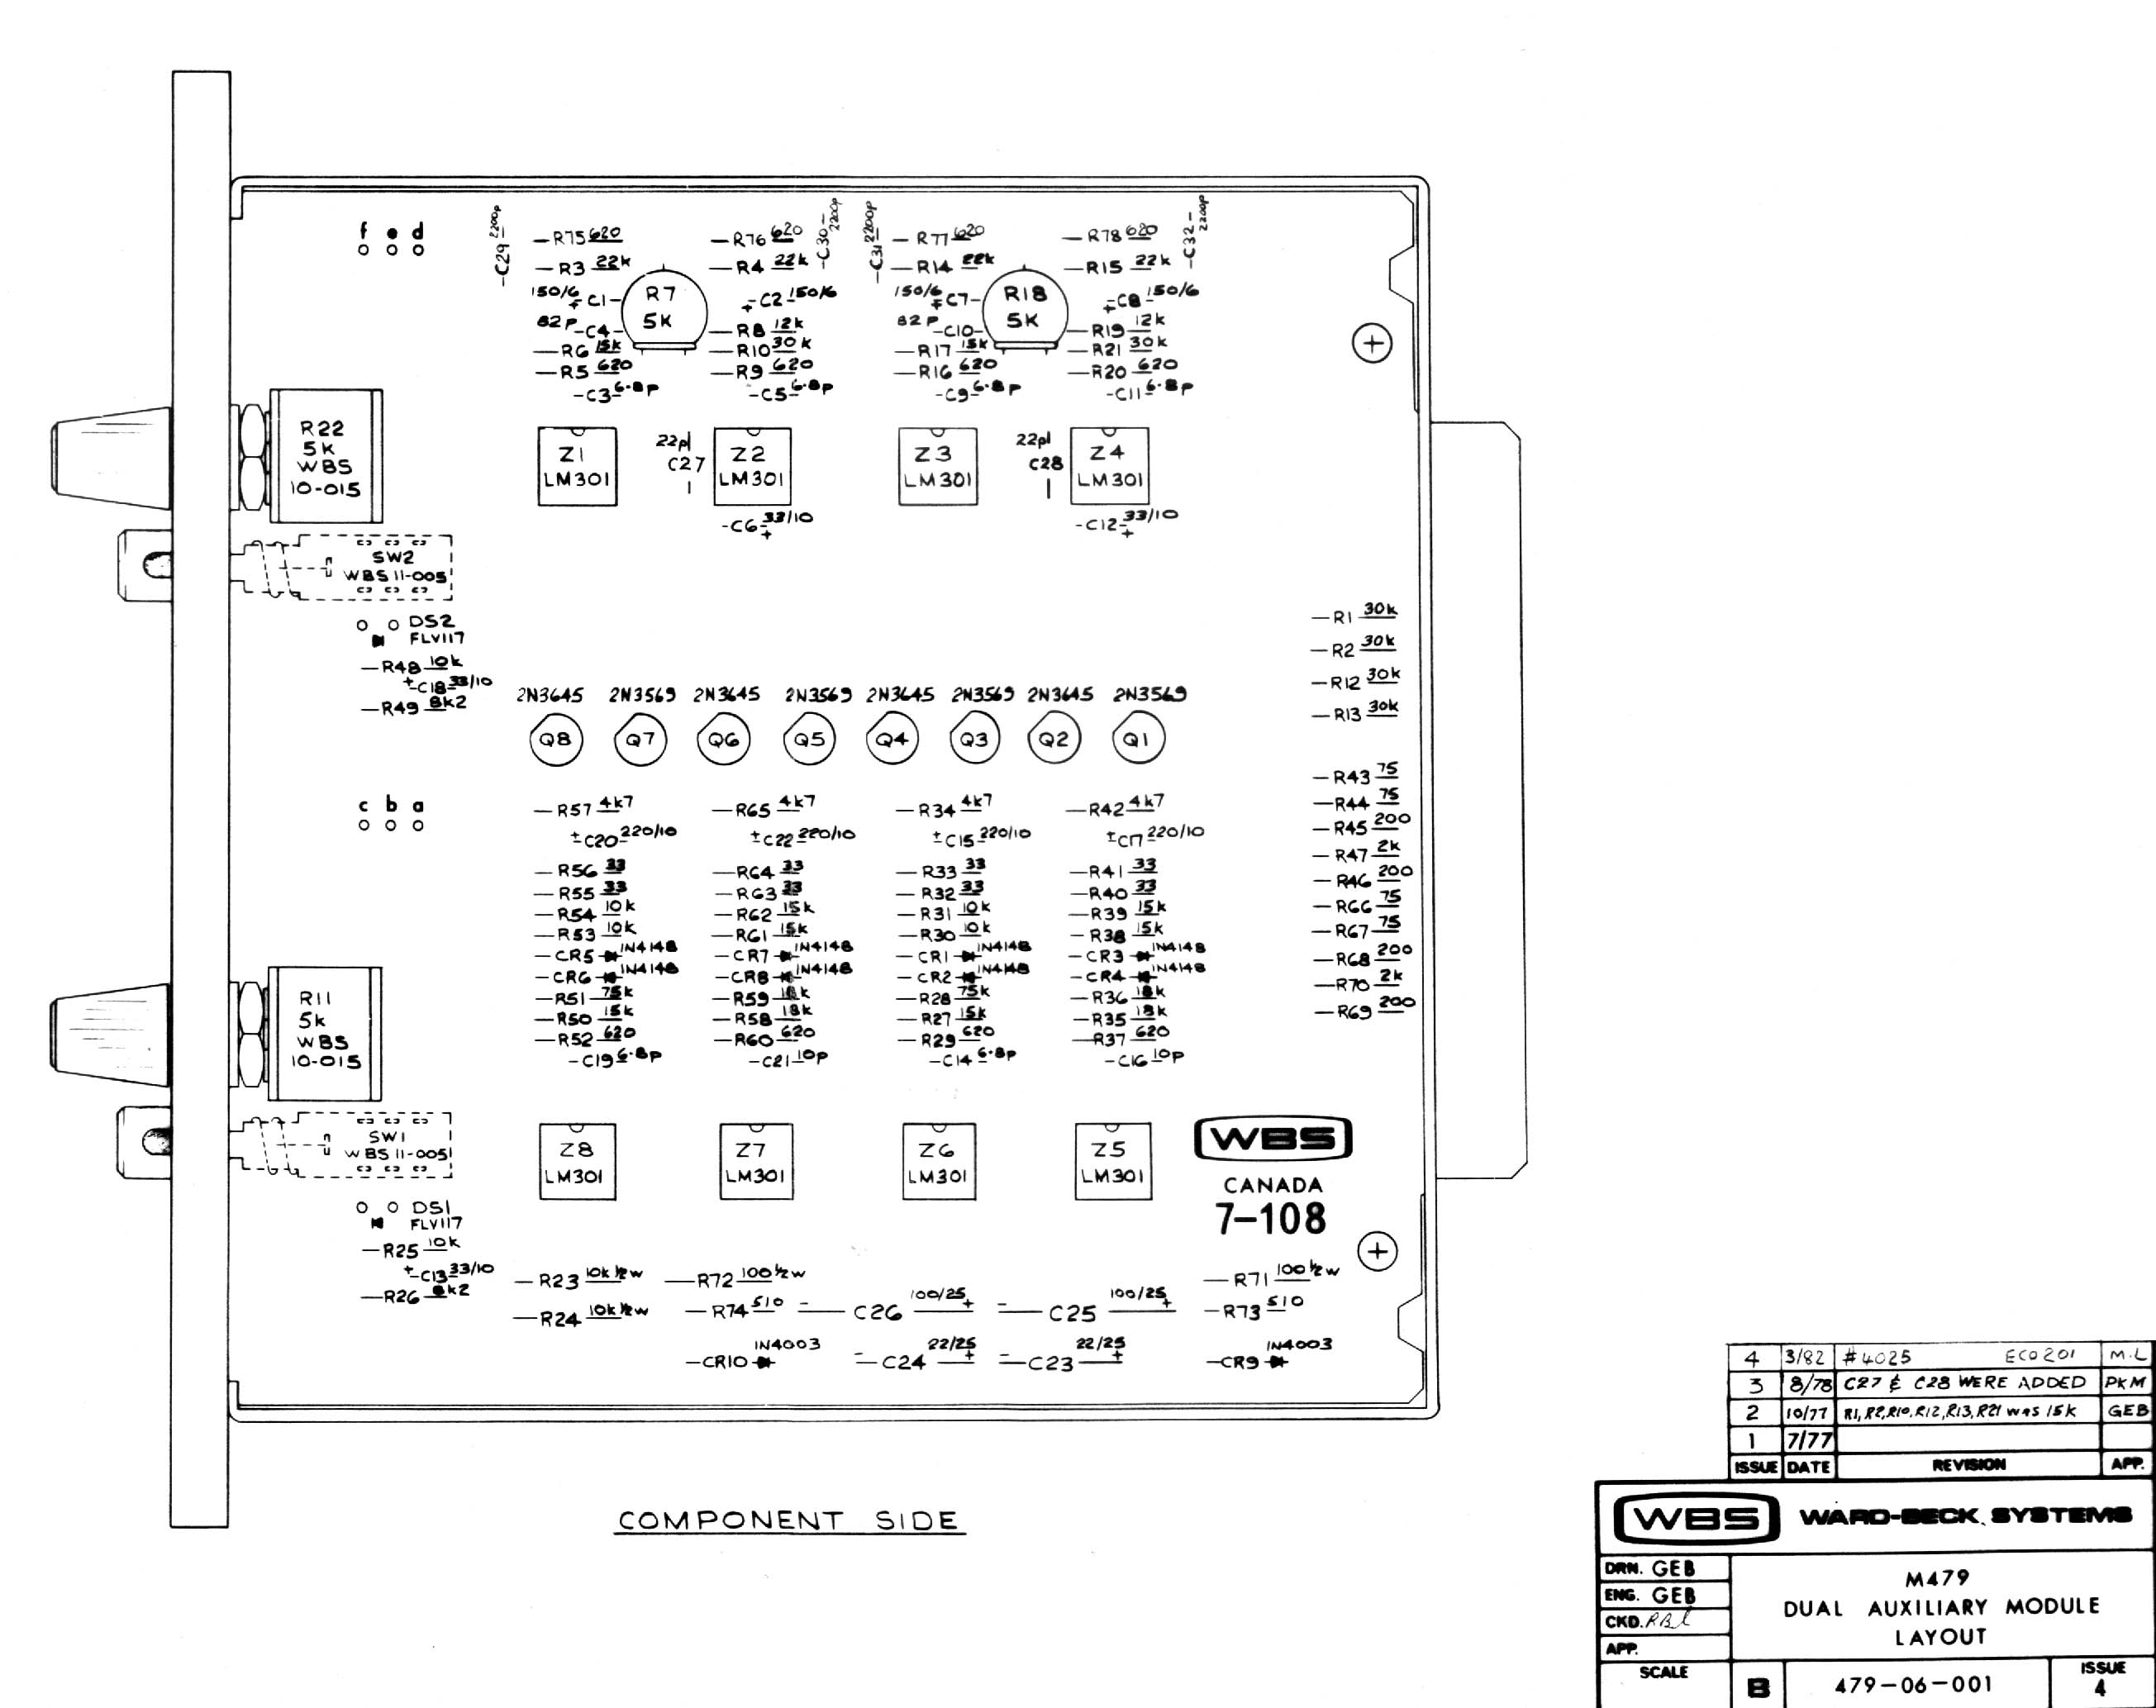 f e d
C29 2200p
R75 620
R76 620
C30 2200p
C31 2200p
R77 620
R78 620
C32 2200p
R3 22k
R4 22k
R14 22k
R15 22k
150/6 + C1
R7 5K
+ C2 150/6
150/6 + C7
R18 5K
+ C8 150/6
82P C4
R8 12k
82P C10
R19 12k
R6 15k
R10 30k
R17 15k
R21 30k
R5 620
R9 620
R16 620
R20 620
C3 6.8p
C5 6.8p
C9 6.8p
C11 6.8p
R22
5K
WBS
10-015
Z1
LM301
22p
C27
Z2
LM301
Z3
LM301
22p
C28
Z4
LM301
C6 33/10 +
C12 33/10 +
SW2
WBS 11-005
DS2
FLV117
R48 10k
+ C18 33/10
R49 8k2
R1 30k
R2 30k
R12 30k
R13 30k
2N3645 2N3569 2N3645 2N3569 2N3645 2N3569 2N3645 2N3569
Q8 Q7 Q6 Q5 Q4 Q3 Q2 Q1
R43 75
R44 75
R45 200
R47 2k
R46 200
R66 75
R67 75
R68 200
R70 2k
R69 200
c b a
R57 4k7
R65 4k7
R34 4k7
R42 4k7
+ C20 220/10
+ C22 220/10
+ C15 220/10
+ C17 220/10
R56 33
R64 33
R33 33
R41 33
R55 33
R63 33
R32 33
R40 33
R54 10k
R62 15k
R31 10k
R39 15k
R53 10k
R61 15k
R30 10k
R38 15k
CR5 1N4148
CR7 1N4148
CR1 1N4148
CR3 1N4148
CR6 1N4148
CR8 1N4148
CR2 1N4148
CR4 1N4148
R51 75k
R59 18k
R28 75k
R36 18k
R50 15k
R58 18k
R27 15k
R35 18k
R52 620
R60 620
R29 620
R37 620
C19 6.8p
C21 10p
C14 6.8p
C16 10p
R11
5k
WBS
10-015
SW1
WBS 11-005
Z8
LM301
Z7
LM301
Z6
LM301
Z5
LM301
WBS
CANADA
7-108
DS1
FLV117
R25 10k
+ C13 33/10
R26 8k2
R23 10k ½w
R72 100 ½w
R71 100 ½w
R24 10k ½w
R74 510
- C26 100/25 +
- C25 100/25 +
R73 510
CR10 1N4003
- C24 22/25 +
- C23 22/25 +
CR9 1N4003
COMPONENT SIDE
4 3/82 #4025 ECO201 M.L
3 8/78 C27 & C28 WERE ADDED PKM
2 10/77 R1, R2, R10, R12, R13, R21 WAS 15K GEB
1 7/77
ISSUE DATE REVISION APP.
WBS WARD-BECK SYSTEMS
DRN. GEB
ENG. GEB
CKD.
APP.
M479
DUAL AUXILIARY MODULE
LAYOUT
SCALE
B
479-06-001
ISSUE
4